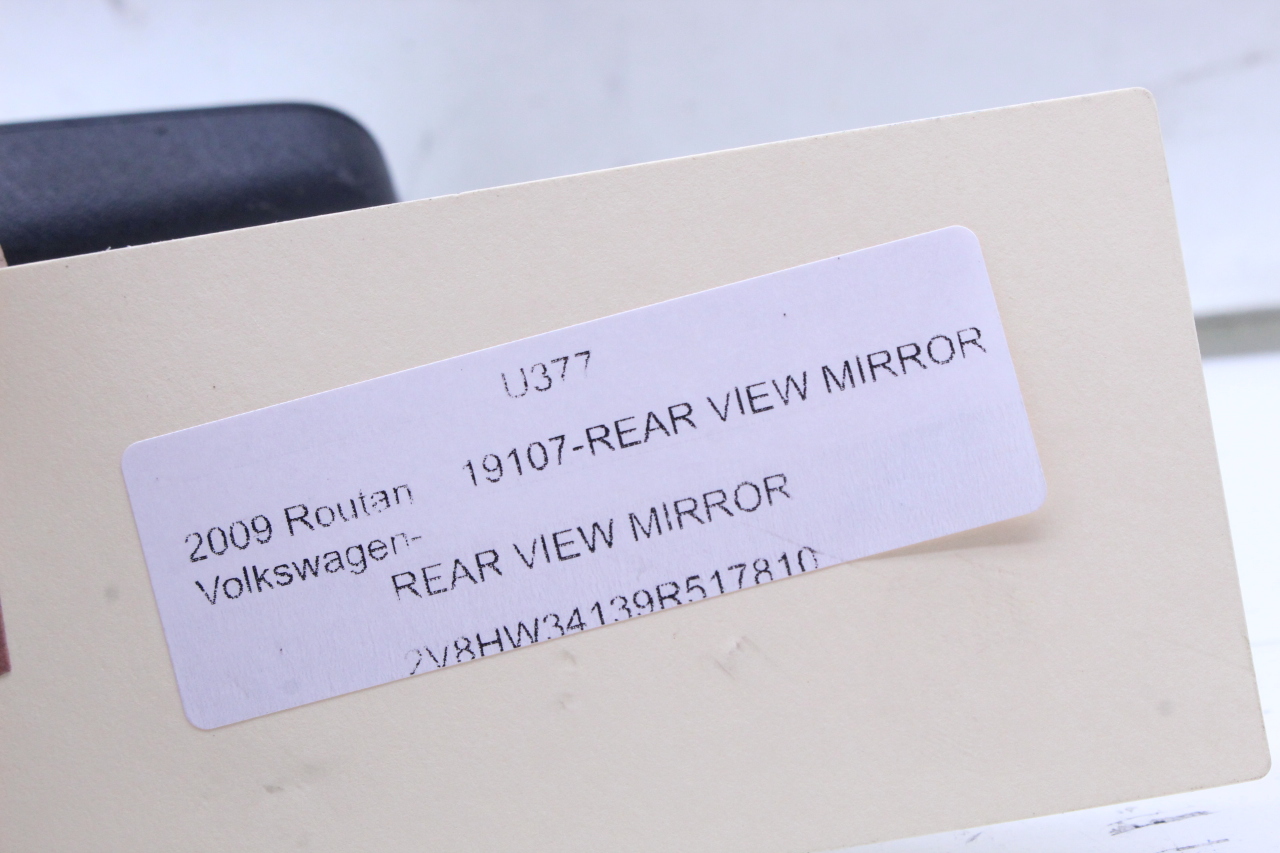 U377
19107-REAR VIEW MIRROR
2009 Routan
Volkswagen-
REAR VIEW MIRROR
2V8HW34139R517810